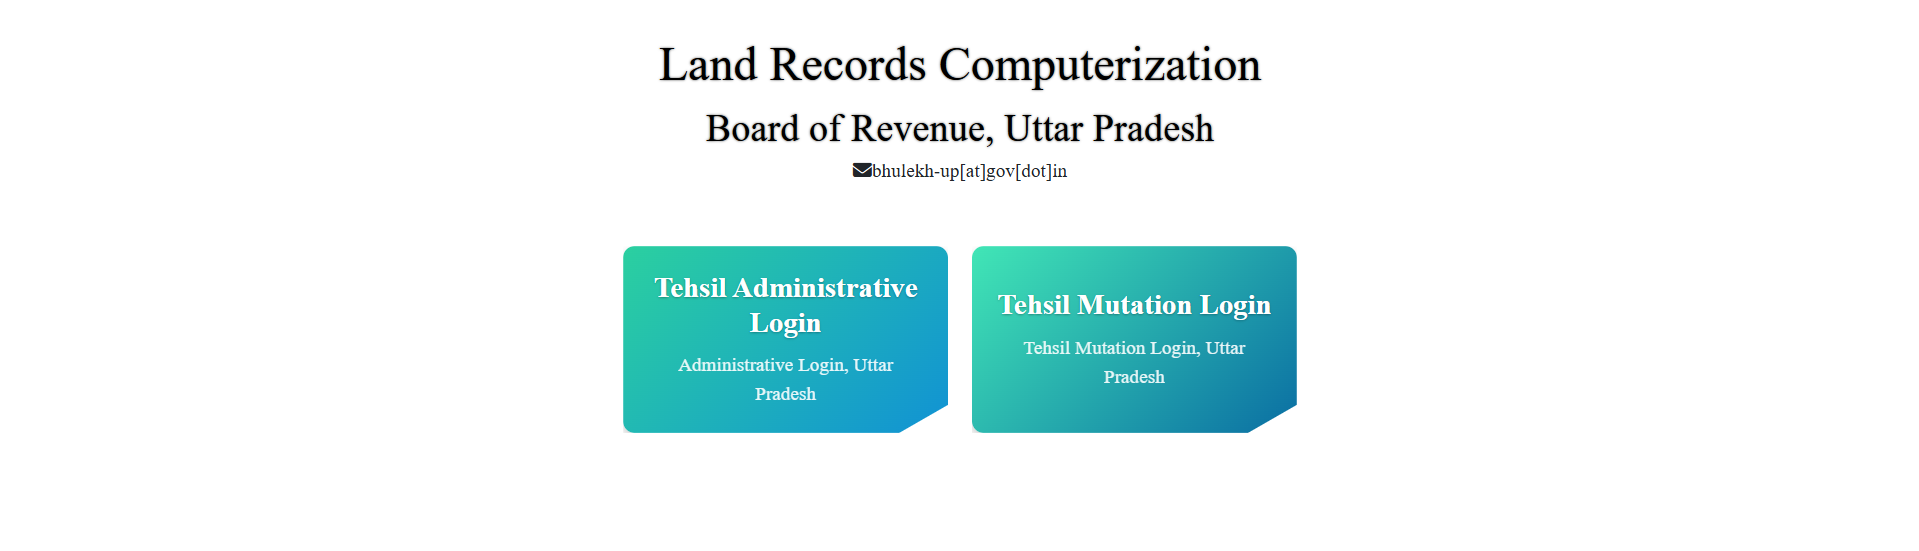 Land Records Computerization
Board of Revenue, Uttar Pradesh
bhulekh-up[at]gov[dot]in
Tehsil Administrative
Login
Administrative Login, Uttar
Pradesh
Tehsil Mutation Login
Tehsil Mutation Login, Uttar
Pradesh